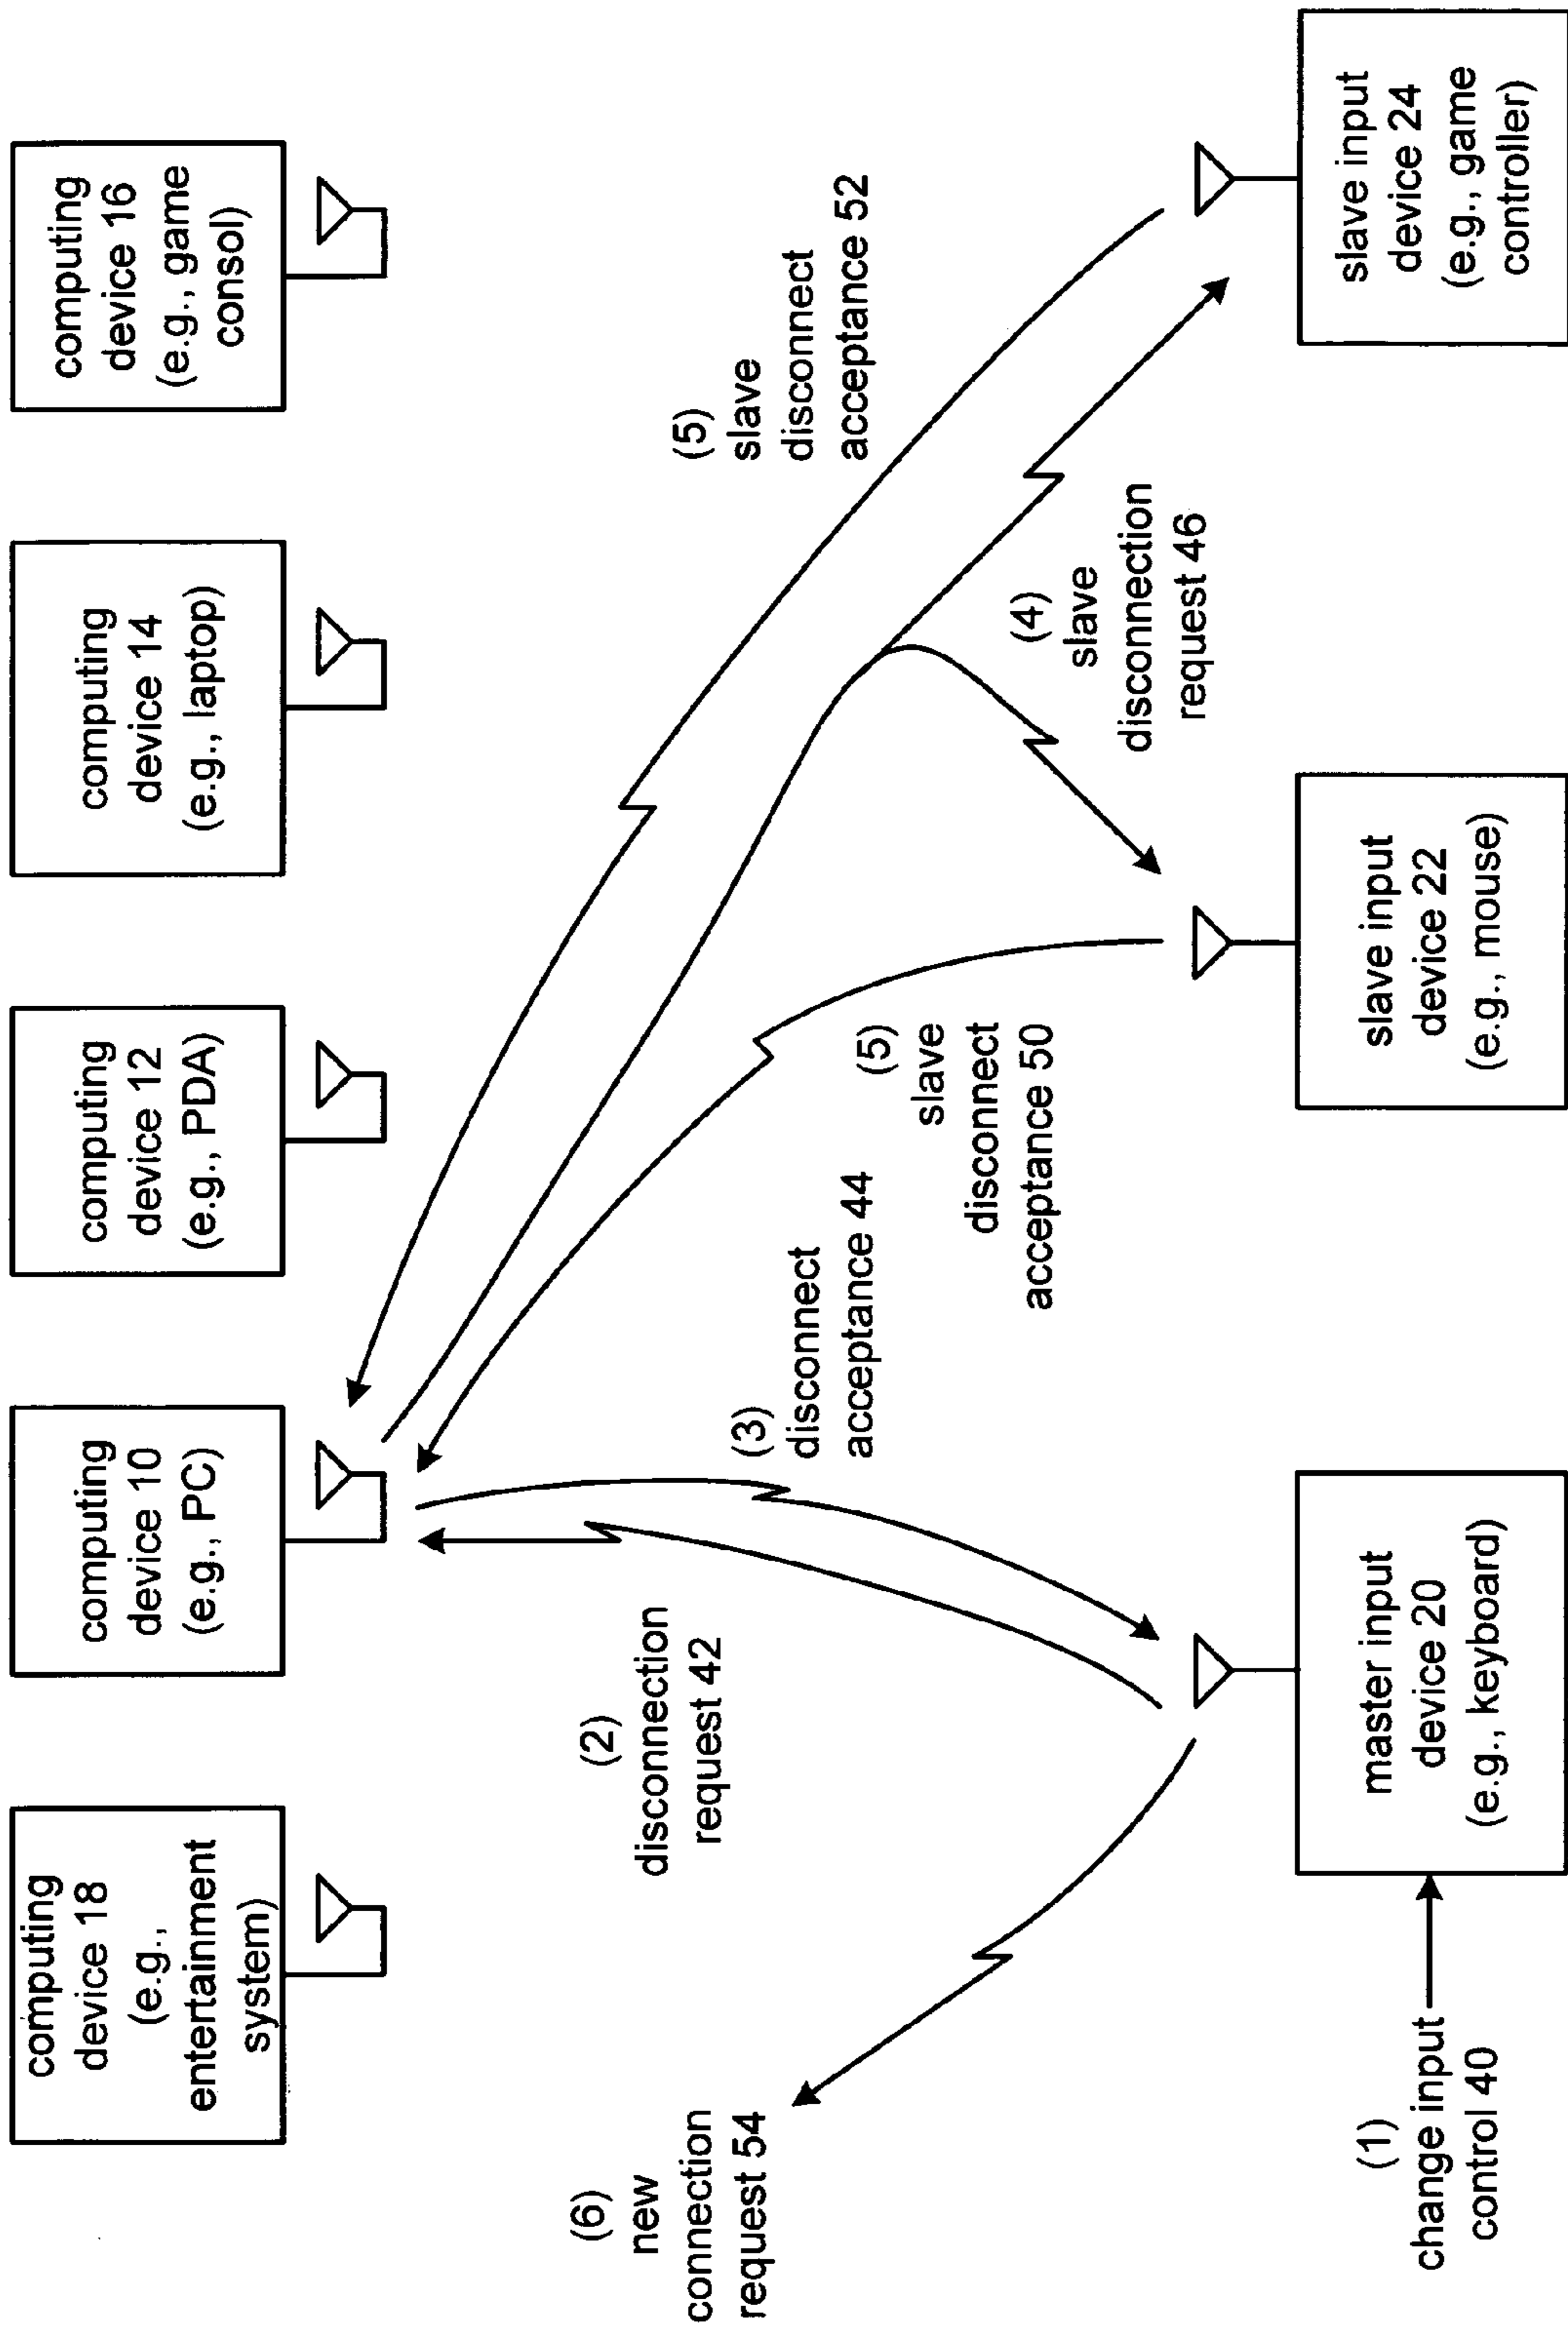 computing
device 18
(e.g.,
entertainment
system)
computing
device 10
(e.g., PC)
computing
device 12
(e.g., PDA)
computing
device 14
(e.g., laptop)
computing
device 16
(e.g., game
consol)
(6)
new
connection
request 54
(2)
disconnection
request 42
(3)
disconnect
acceptance 44
(5)
slave
disconnect
acceptance 50
(4)
slave
disconnection
request 46
(5)
slave
disconnect
acceptance 52
(1)
change input
control 40
master input
device 20
(e.g., keyboard)
slave input
device 22
(e.g., mouse)
slave input
device 24
(e.g., game
controller)